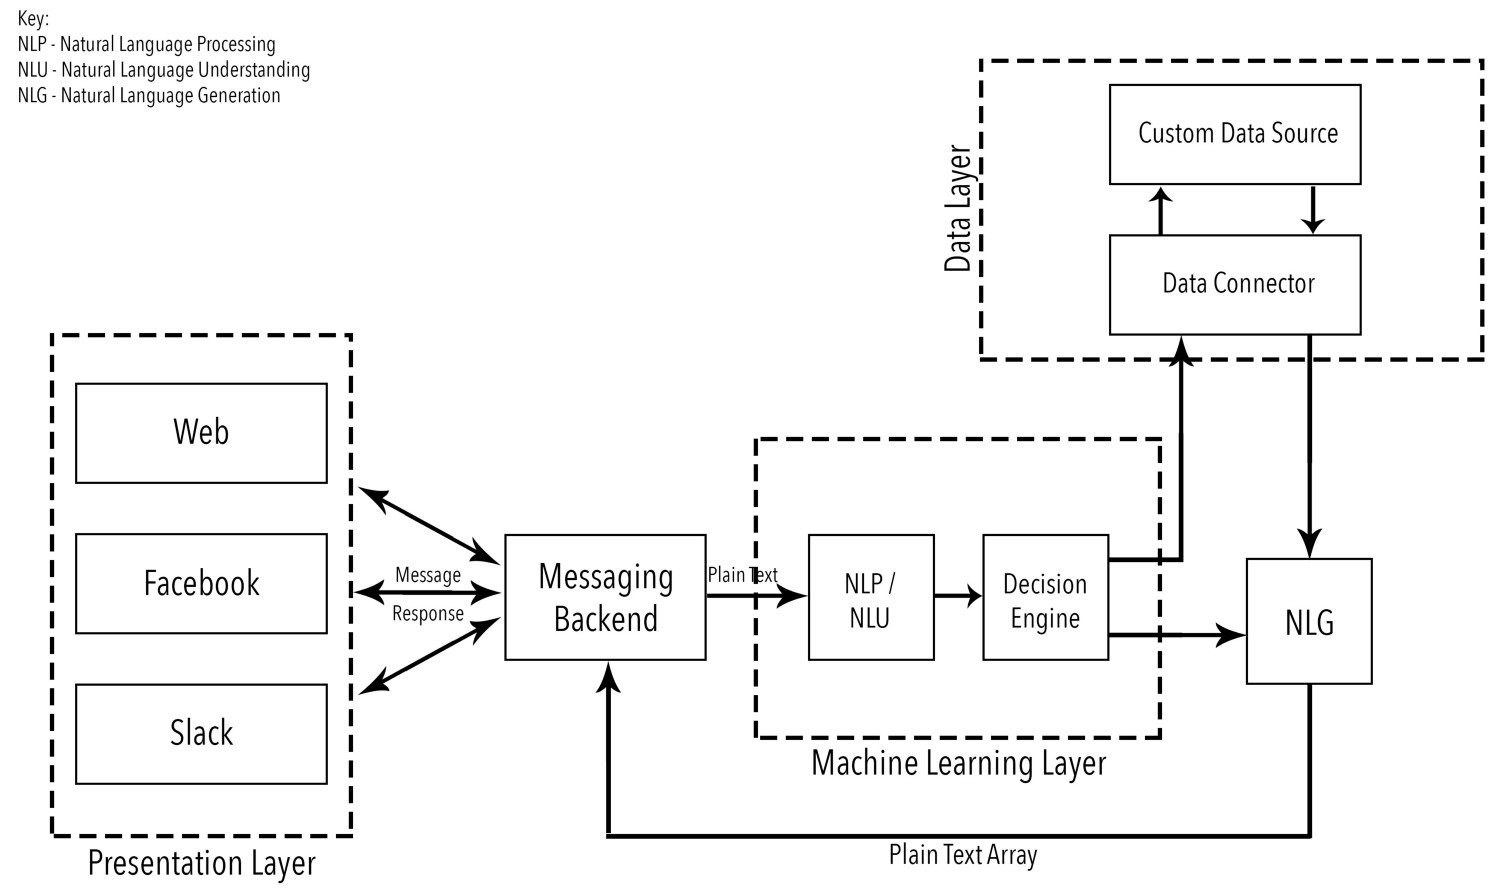 Key:
NLP - Natural Language Processing
NLU - Natural Language Understanding
NLG - Natural Language Generation
Custom Data Source
Data Layer
Data Connector
Web
Facebook
Slack
Presentation Layer
Message
Response
Messaging
Backend
Plain Text
NLP /
NLU
Decision
Engine
Machine Learning Layer
NLG
Plain Text Array